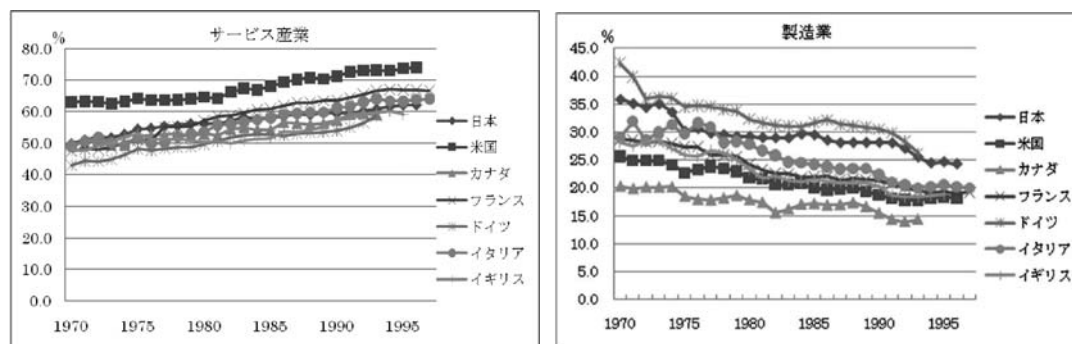 サービス産業
%
80.0
70.0
60.0
50.0
40.0
30.0
20.0
10.0
0.0
1970 1975 1980 1985 1990 1995
日本
米国
カナダ
フランス
ドイツ
イタリア
イギリス
製造業
%
45.0
40.0
35.0
30.0
25.0
20.0
15.0
10.0
5.0
0.0
1970 1975 1980 1985 1990 1995
日本
米国
カナダ
フランス
ドイツ
イタリア
イギリス